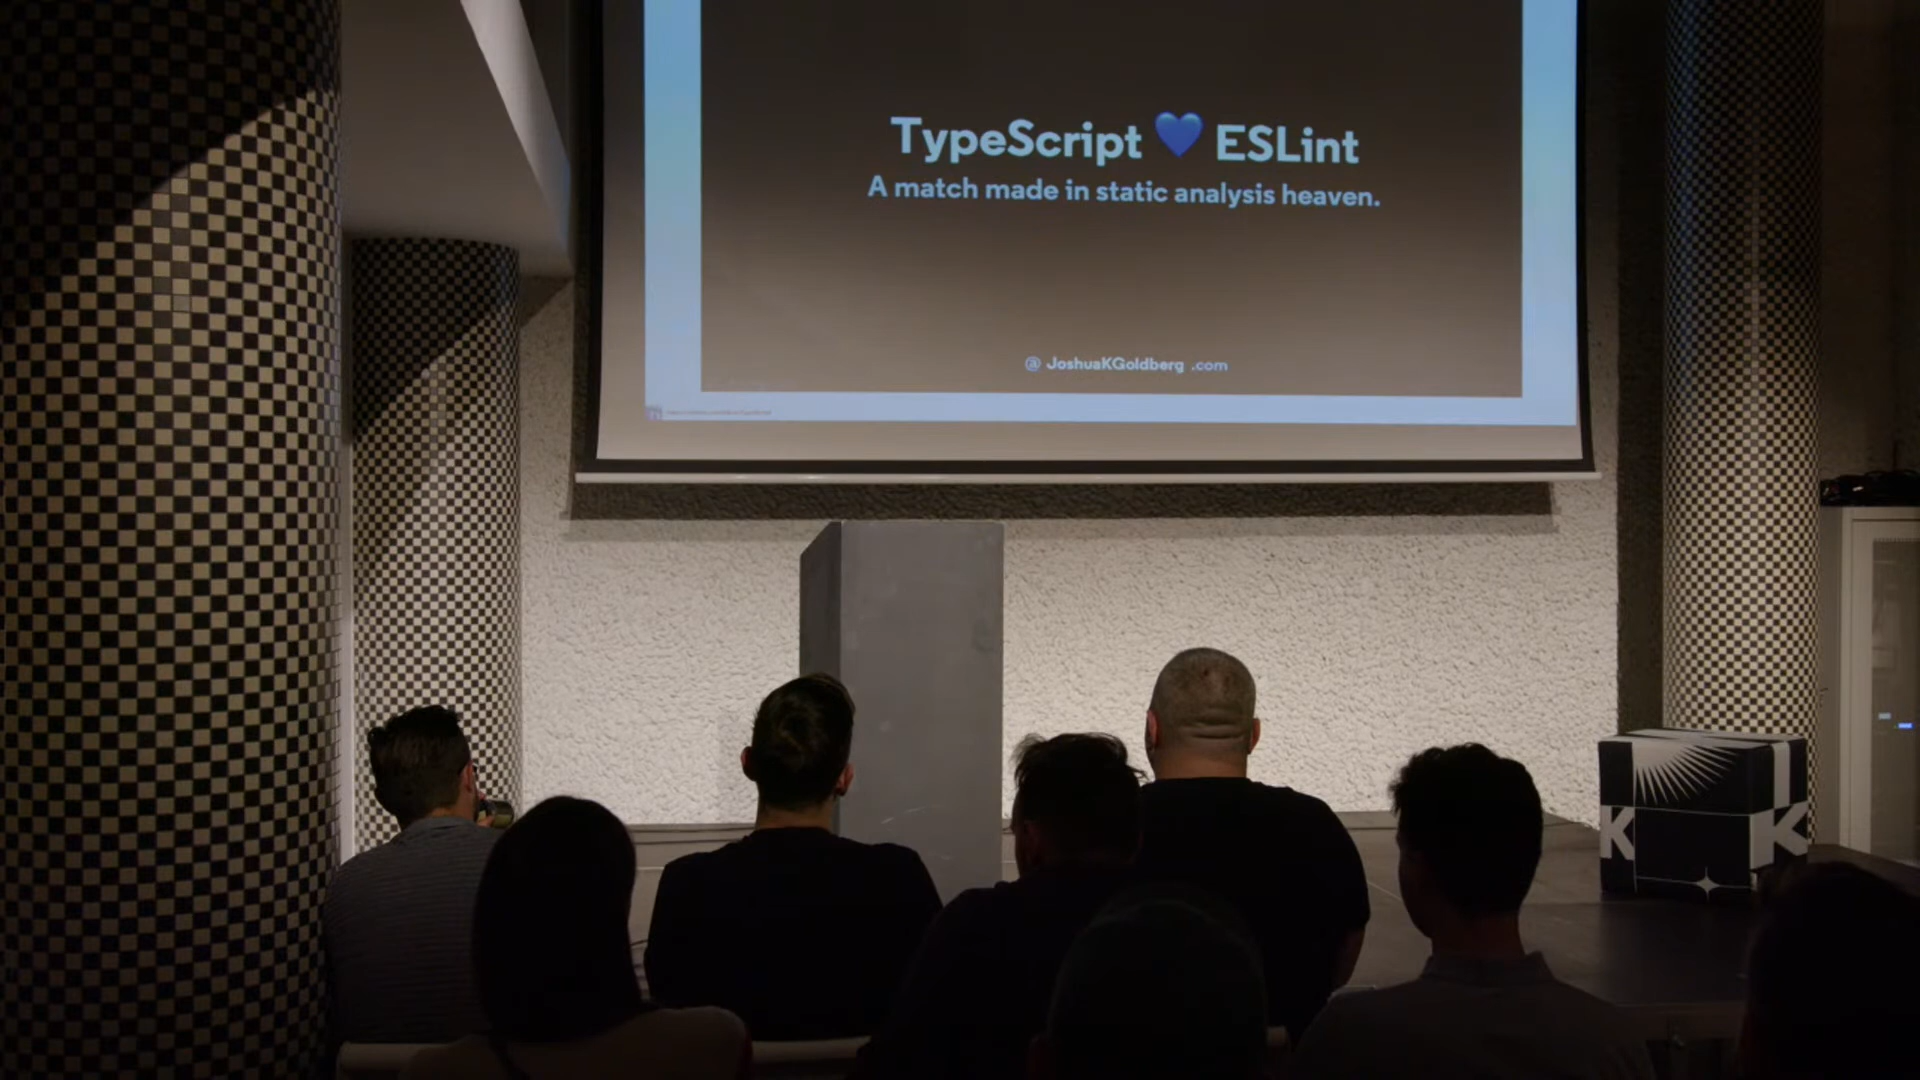 TypeScript 💙 ESLint
A match made in static analysis heaven.
@ JoshuaKGoldberg .com
K K